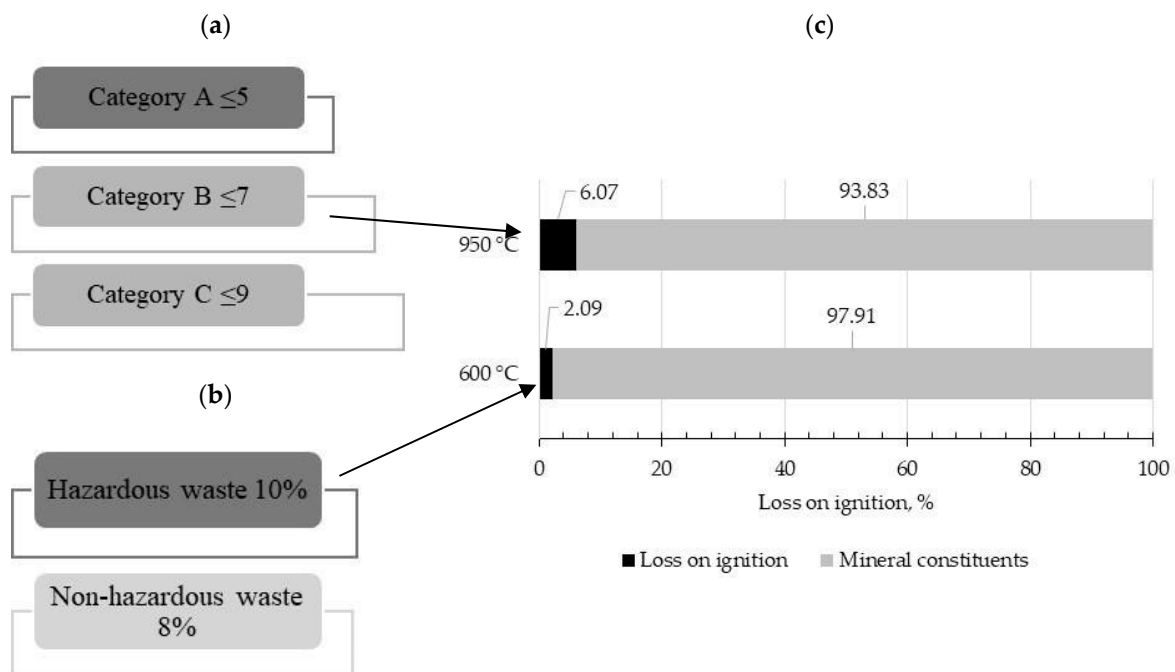 (a)
Category A ≤5
Category B ≤7
Category C ≤9
(b)
Hazardous waste 10%
Non-hazardous waste
8%
(c)
6.07
93.83
950 °C
2.09
97.91
600 °C
0
20
40
60
80
100
Loss on ignition, %
Loss on ignition
Mineral constituents